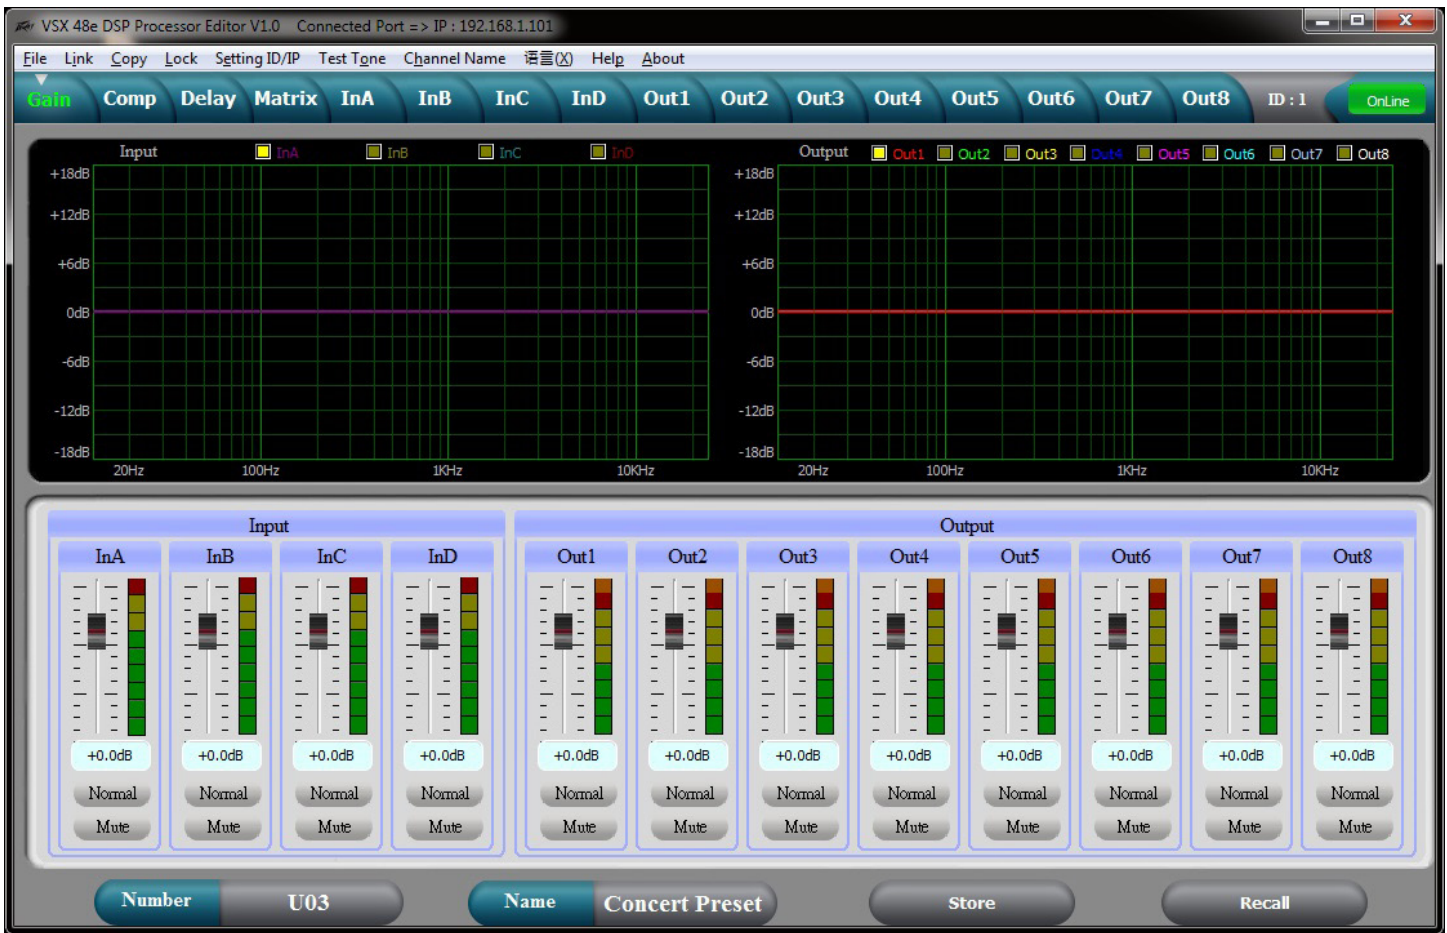 VSX 48e DSP Processor Editor V1.0 Connected Port => IP : 192.168.1.101
File Link Copy Lock Setting ID/IP Test Tone Channel Name 语言(X) Help About
Gain Comp Delay Matrix InA InB InC InD Out1 Out2 Out3 Out4 Out5 Out6 Out7 Out8 ID : 1 OnLine
Input InA InB InC InD
+18dB
+12dB
+6dB
0dB
-6dB
-12dB
-18dB
20Hz 100Hz 1KHz 10KHz
Output Out1 Out2 Out3 Out4 Out5 Out6 Out7 Out8
+18dB
+12dB
+6dB
0dB
-6dB
-12dB
-18dB
20Hz 100Hz 1KHz 10KHz
Input Output
InA InB InC InD Out1 Out2 Out3 Out4 Out5 Out6 Out7 Out8
+0.0dB +0.0dB +0.0dB +0.0dB +0.0dB +0.0dB +0.0dB +0.0dB +0.0dB +0.0dB +0.0dB +0.0dB
Normal Normal Normal Normal Normal Normal Normal Normal Normal Normal Normal Normal
Mute Mute Mute Mute Mute Mute Mute Mute Mute Mute Mute Mute
Number U03 Name Concert Preset Store Recall